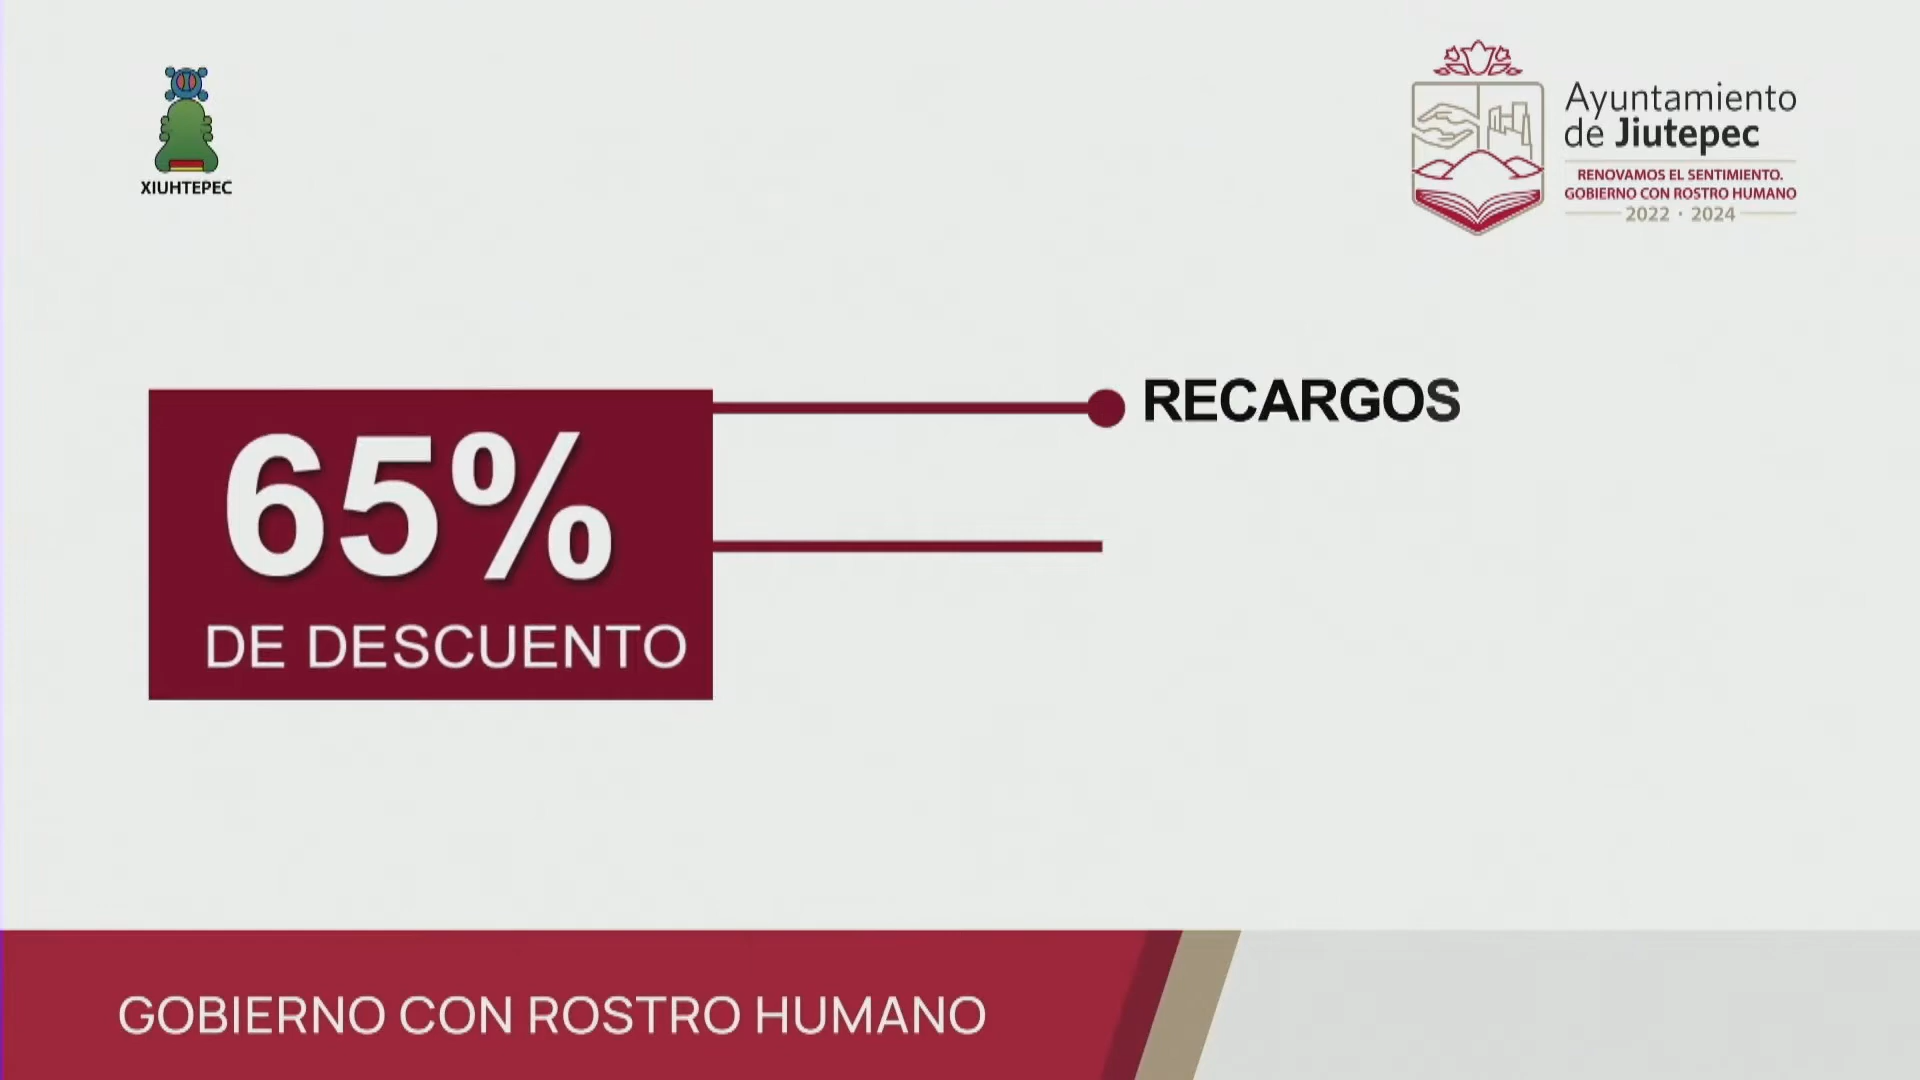 XIUHTEPEC
Ayuntamiento
de Jiutepec
RENOVAMOS EL SENTIMIENTO.
GOBIERNO CON ROSTRO HUMANO
2022 · 2024
RECARGOS
65%
DE DESCUENTO
GOBIERNO CON ROSTRO HUMANO